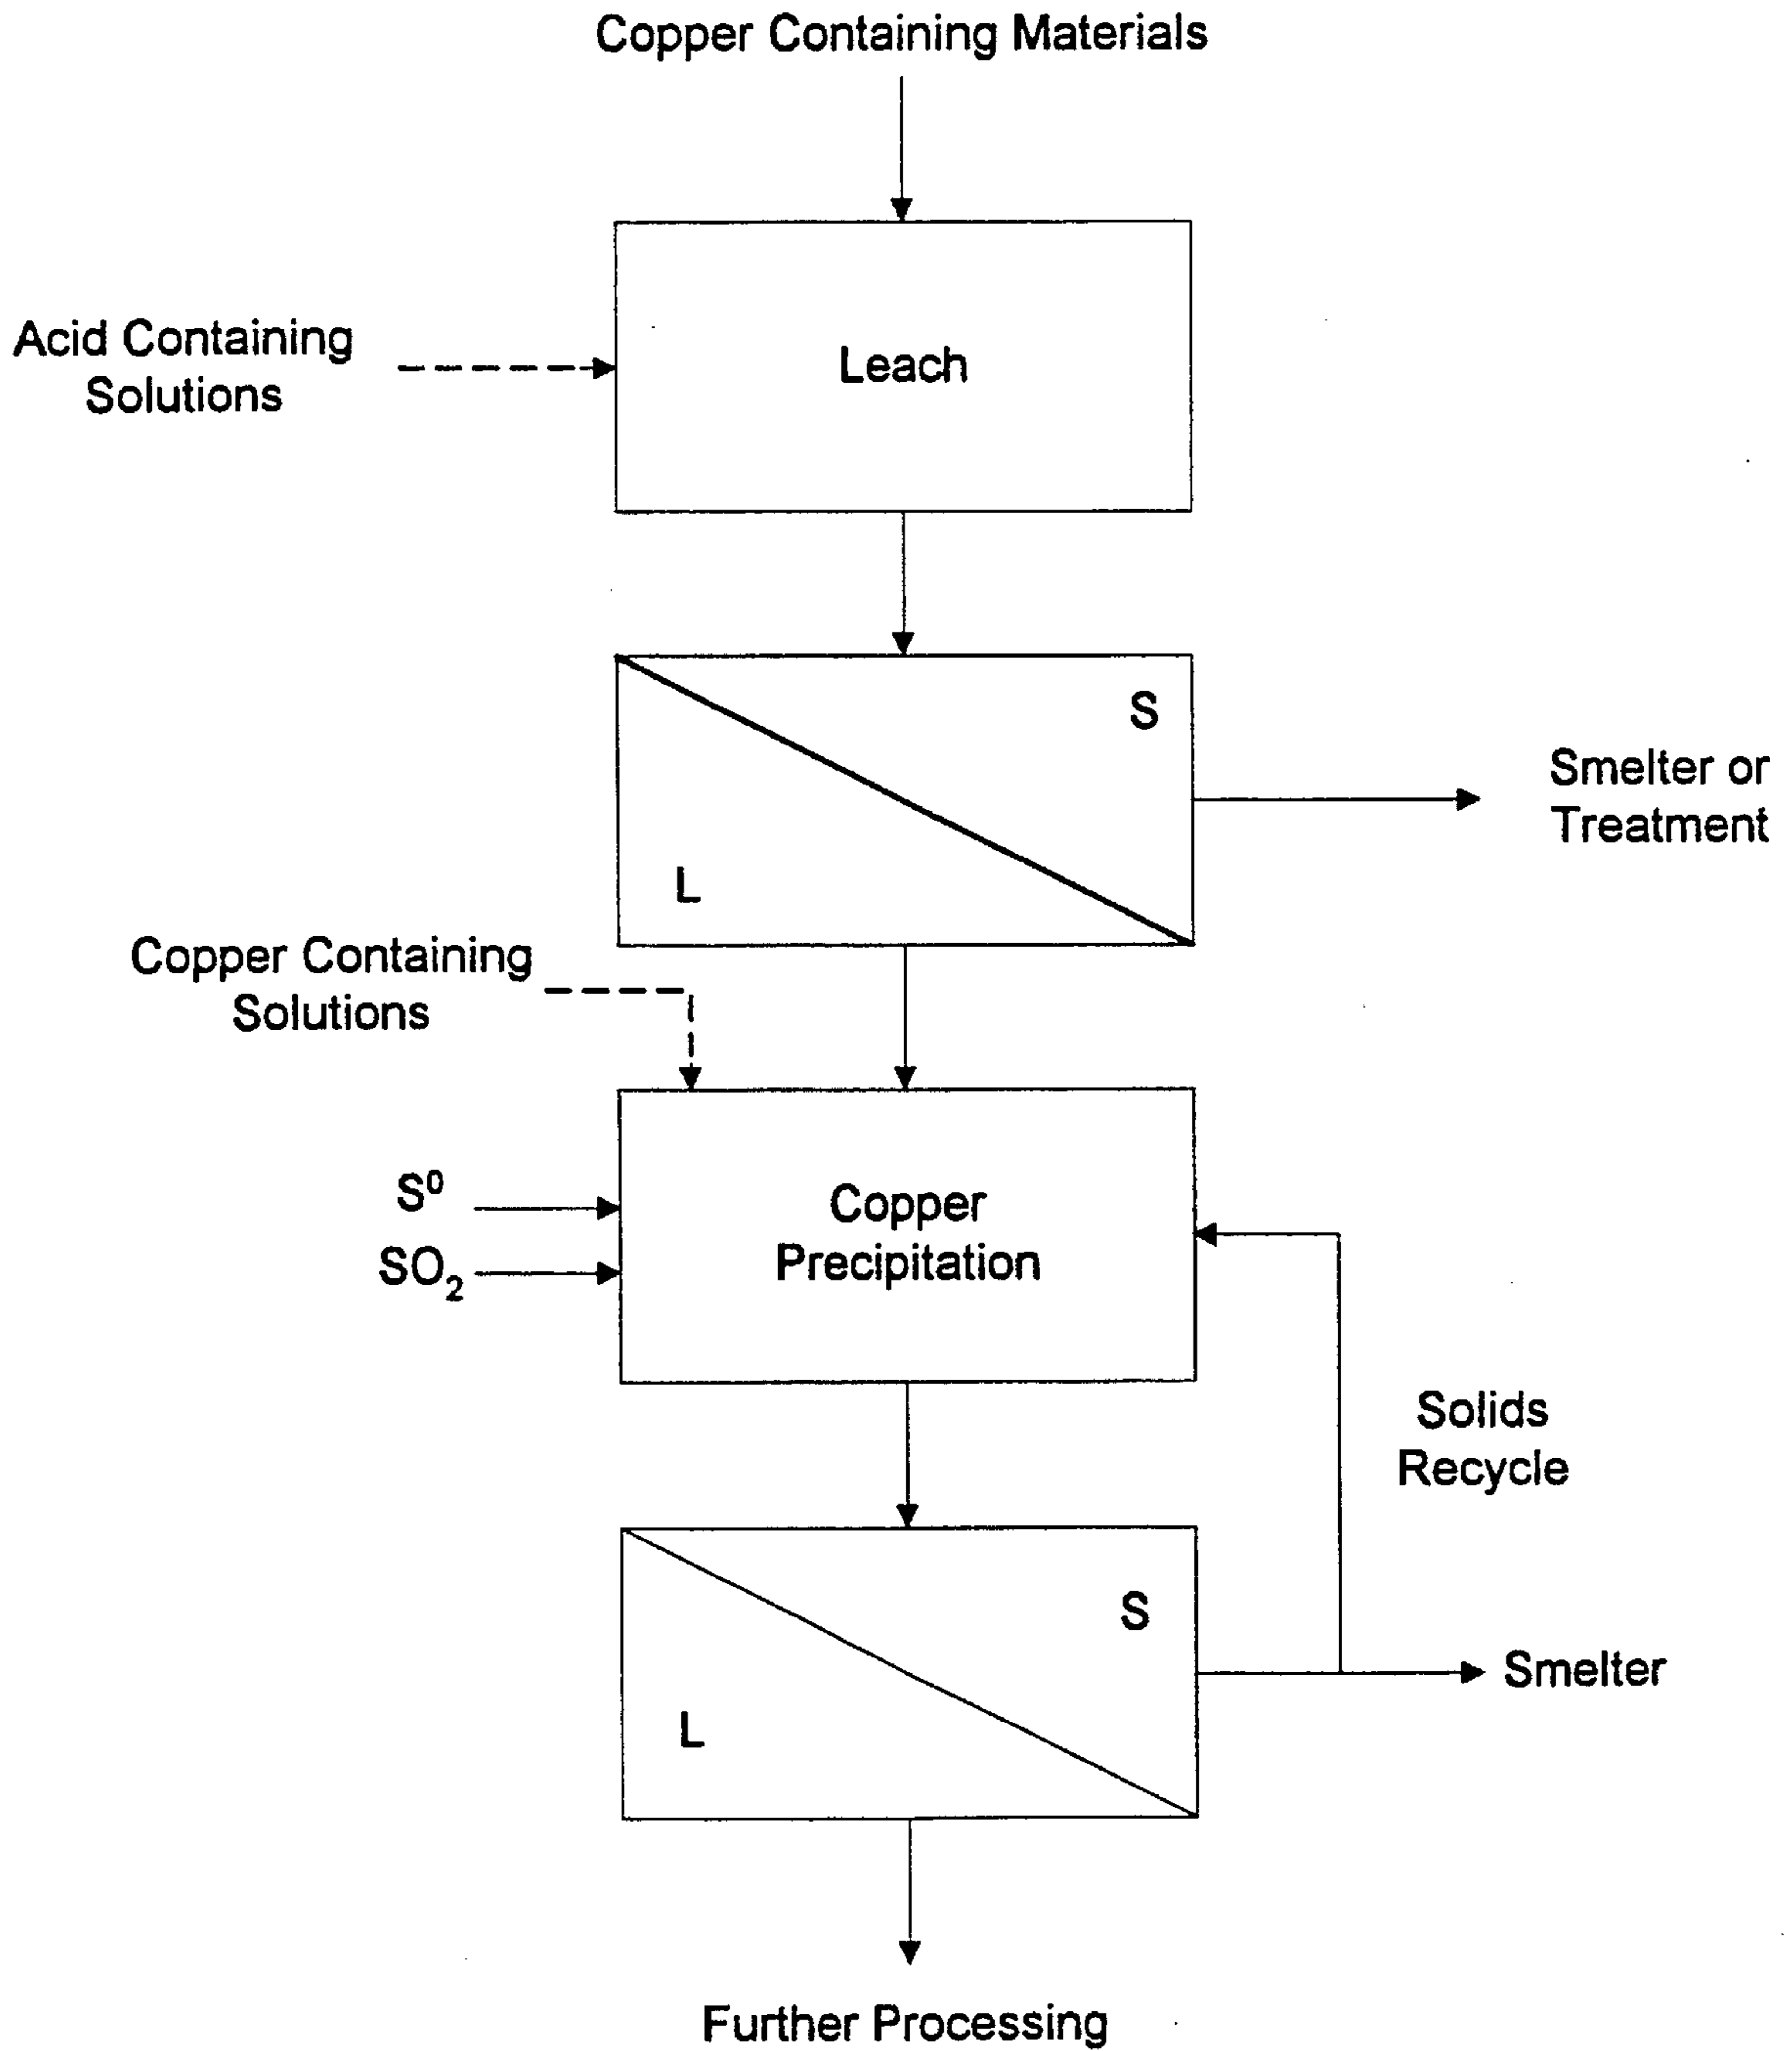 Copper Containing Materials
Acid Containing
Solutions
Leach
S
L
Smelter or
Treatment
Copper Containing
Solutions
S⁰
SO₂
Copper
Precipitation
Solids
Recycle
S
L
Smelter
Further Processing